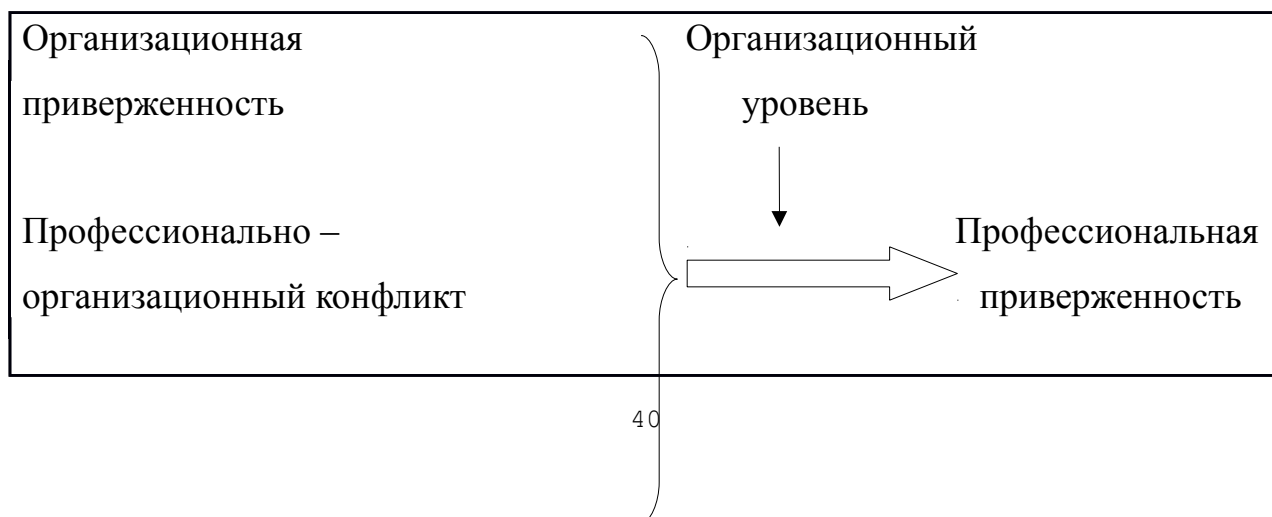 Организационная
приверженность
Профессионально –
организационный конфликт
Организационный
уровень
Профессиональная
приверженность
40